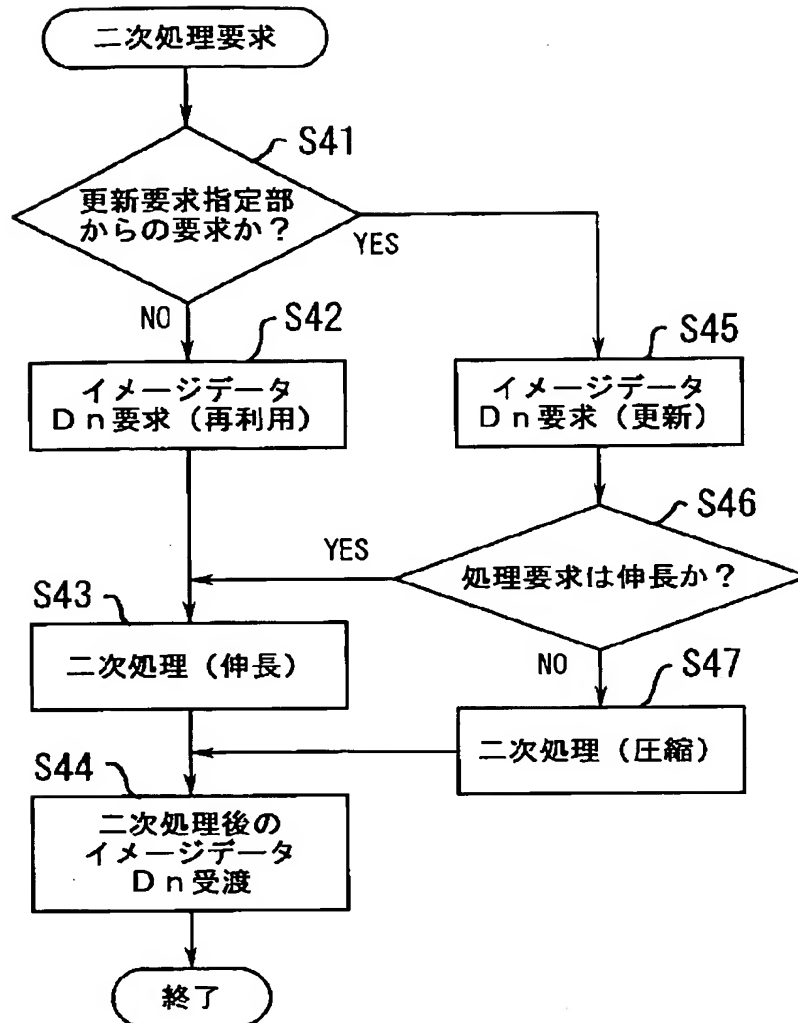 二次処理要求
S41
更新要求指定部
からの要求か？
YES
NO
S42
イメージデータ
Ｄｎ要求（再利用）
S45
イメージデータ
Ｄｎ要求（更新）
S46
処理要求は伸長か？
YES
NO
S43
二次処理（伸長）
S47
二次処理（圧縮）
S44
二次処理後の
イメージデータ
Ｄｎ受渡
終了